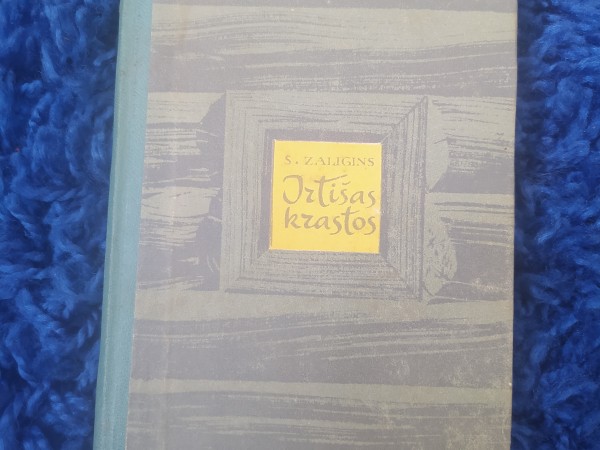 S. ZALIGINS
Irtišas
krastos